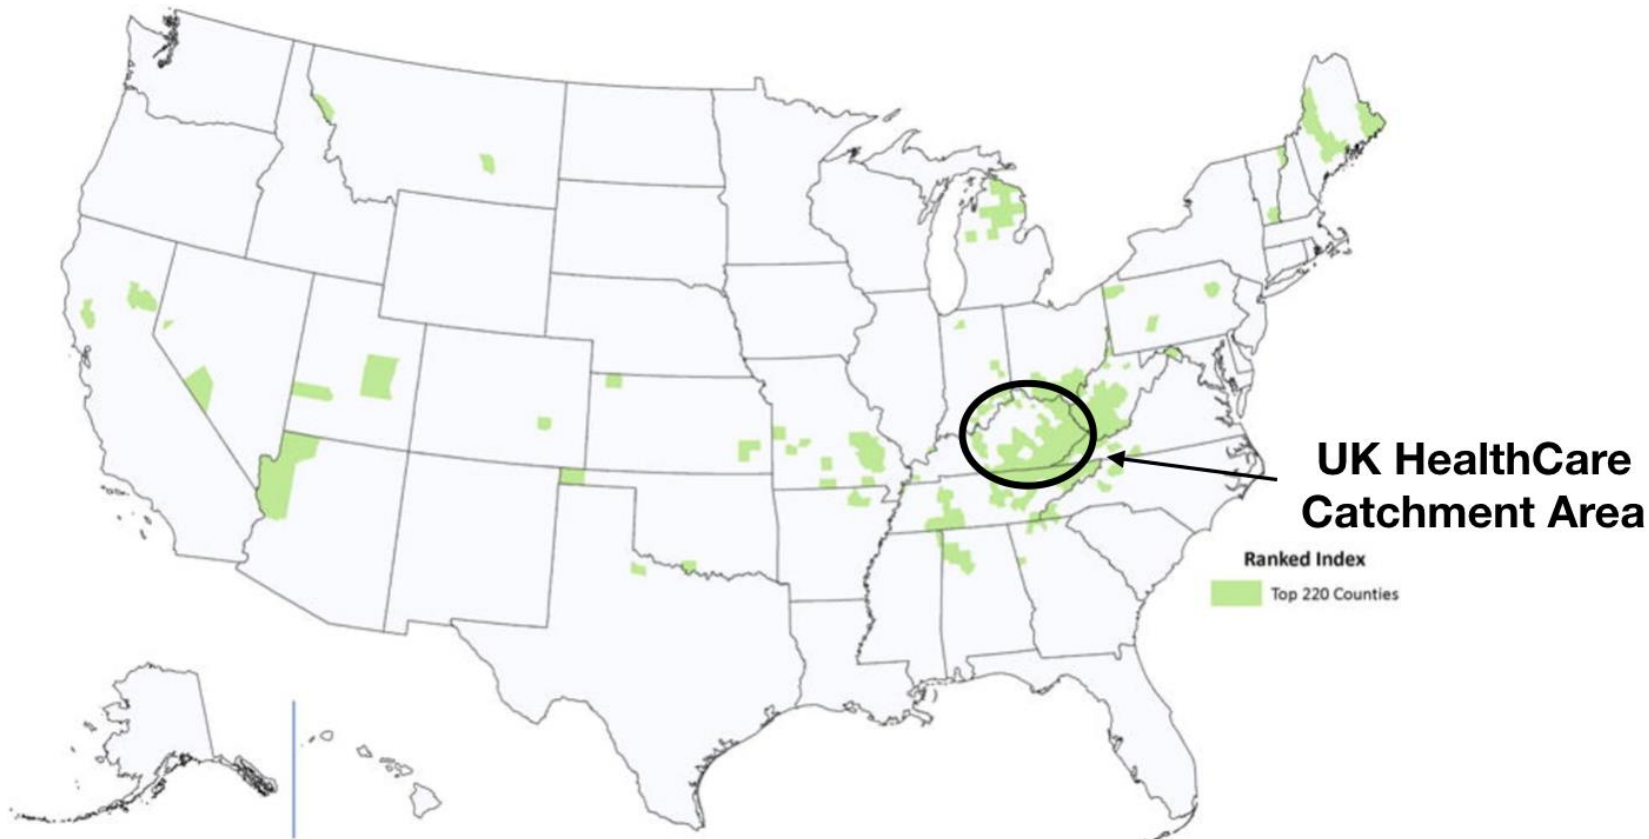 UK HealthCare
Catchment Area
Ranked Index
Top 220 Counties